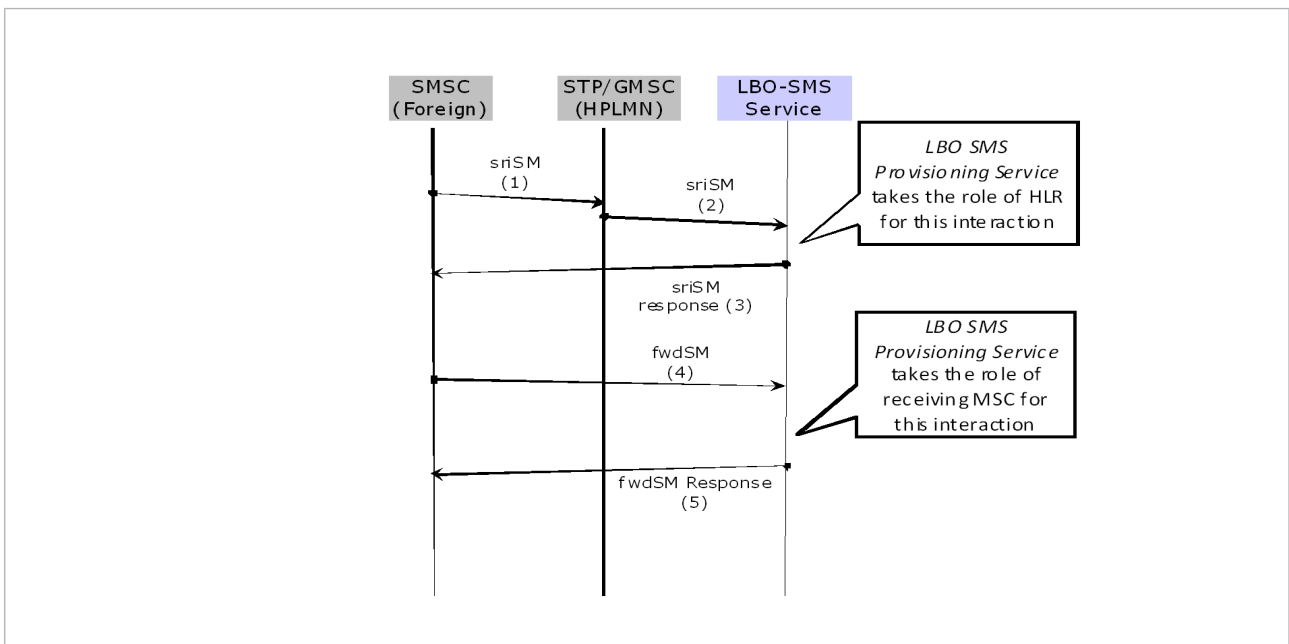 SMSC
(Foreign)
STP/GMSC
(HPLMN)
LBO-SMS
Service
sriSM
(1)
sriSM
(2)
LBO SMS
Provisioning Service
takes the role of HLR
for this interaction
sriSM
response (3)
LBO SMS
Provisioning Service
takes the role of
receiving MSC for
this interaction
fwdSM
(4)
fwdSM Response
(5)